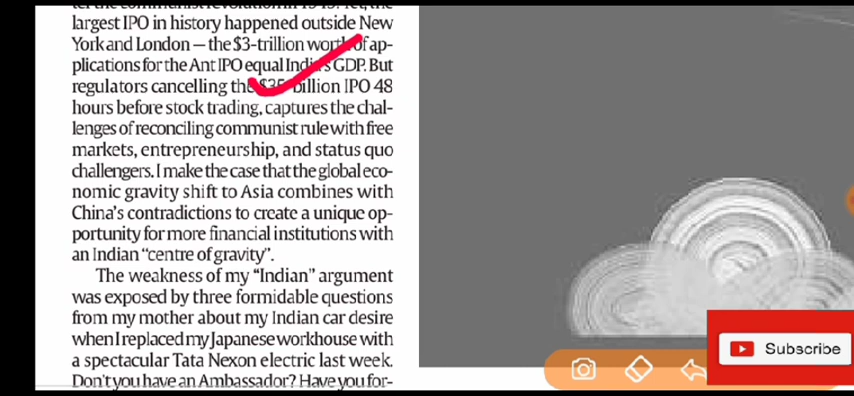 largest IPO in history happened outside New
York and London — the $3-trillion worth of ap-
plications for the Ant IPO equal India's GDP. But
regulators cancelling the billion IPO 48
hours before stock trading, captures the chal-
lenges of reconciling communist rule with free
markets, entrepreneurship, and status quo
challengers. I make the case that the global eco-
nomic gravity shift to Asia combines with
China's contradictions to create a unique op-
portunity for more financial institutions with
an Indian “centre of gravity”.
The weakness of my “Indian” argument
was exposed by three formidable questions
from my mother about my Indian car desire
when I replaced my Japanese workhouse with
a spectacular Tata Nexon electric last week.
Don't you have an Ambassador? Have you for-
Subscribe